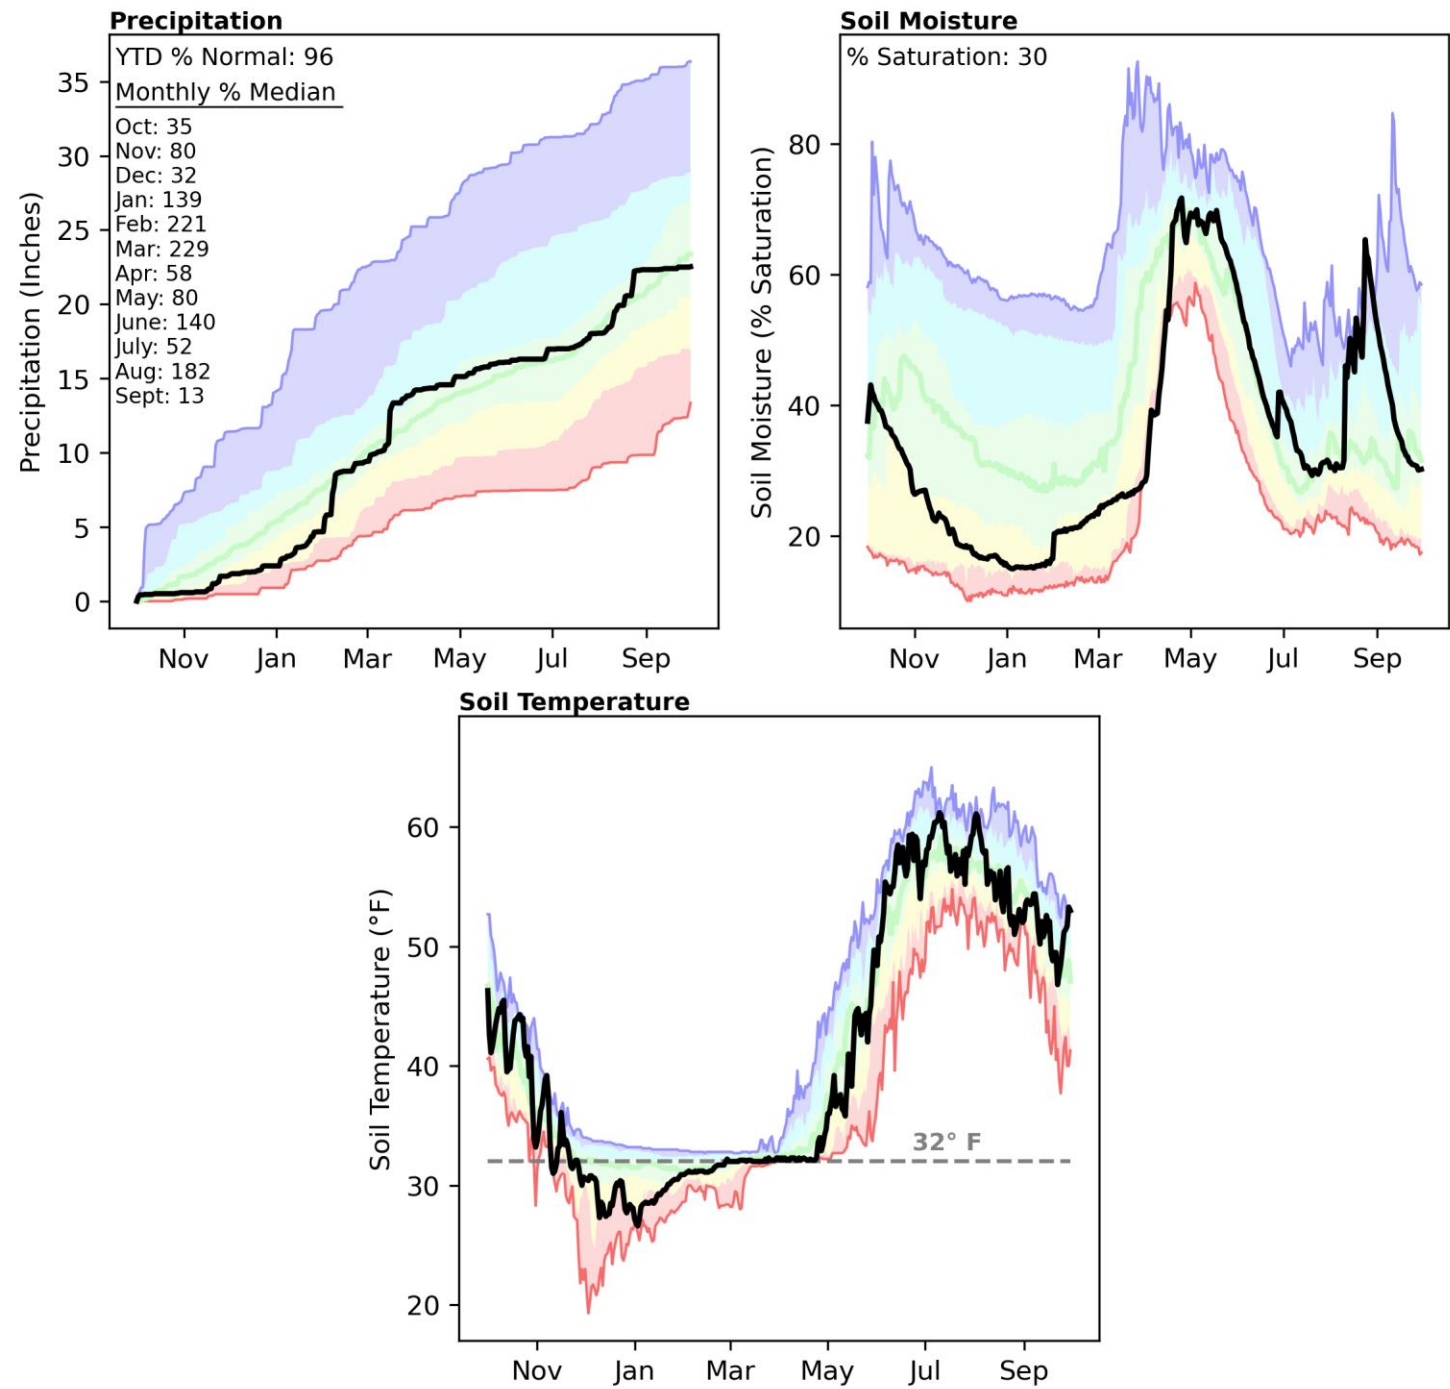 Precipitation
YTD % Normal: 96
Monthly % Median
Oct: 35
Nov: 80
Dec: 32
Jan: 139
Feb: 221
Mar: 229
Apr: 58
May: 80
June: 140
July: 52
Aug: 182
Sept: 13
Precipitation (Inches)
35
30
25
20
15
10
5
0
Nov Jan Mar May Jul Sep
Soil Moisture
% Saturation: 30
Soil Moisture (% Saturation)
80
60
40
20
Nov Jan Mar May Jul Sep
Soil Temperature
Soil Temperature (°F)
60
50
40
30
20
32° F
Nov Jan Mar May Jul Sep